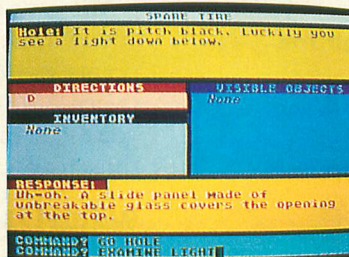 SPARE TIRE
Hole: It is pitch black. Luckily you
see a light down below.
DIRECTIONS
D
VISIBLE OBJECTS
None
INVENTORY
None
RESPONSE:
Uh-oh. A slide panel made of
unbreakable glass covers the opening
at the top.
COMMAND? GO HOLE
COMMAND? EXAMINE LIGHT